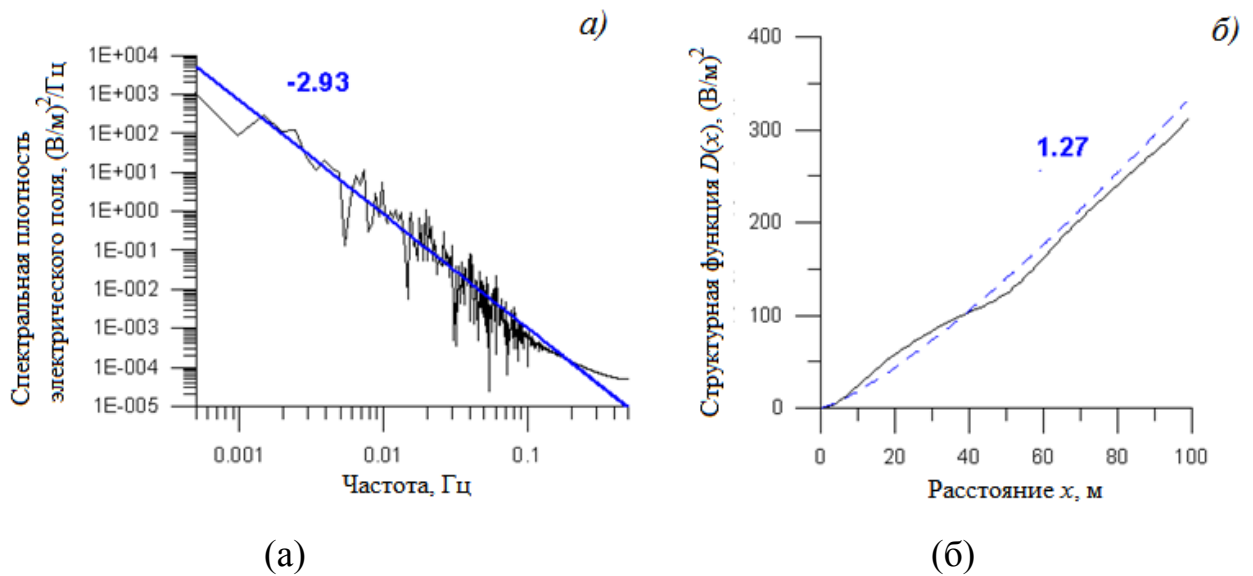 а)
Спектральная плотность
электрического поля, (В/м)²/Гц
1E+004
1E+003
1E+002
1E+001
1E+000
1E-001
1E-002
1E-003
1E-004
1E-005
-2.93
0.001 0.01 0.1
Частота, Гц
(а)
б)
Структурная функция D(x), (В/м)²
400
300
200
100
0
1.27
0 20 40 60 80 100
Расстояние x, м
(б)